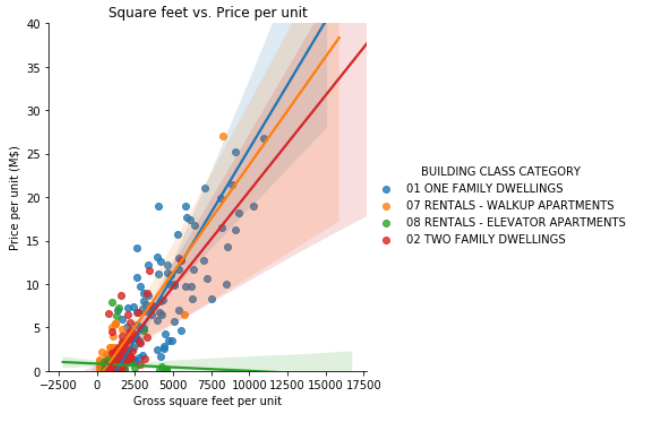 Square feet vs. Price per unit
40
35
30
25
20
15
10
5
0
Price per unit (M$)
−2500 0 2500 5000 7500 10000 12500 15000 17500
Gross square feet per unit
BUILDING CLASS CATEGORY
01 ONE FAMILY DWELLINGS
07 RENTALS - WALKUP APARTMENTS
08 RENTALS - ELEVATOR APARTMENTS
02 TWO FAMILY DWELLINGS